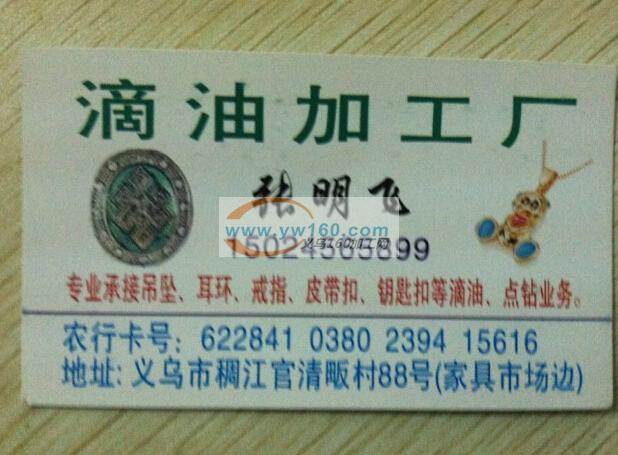 滴油加工厂
张明飞
www.yw160.com
义乌160加工网
15024565899
专业承接吊坠、耳环、戒指、皮带扣、钥匙扣等滴油、点钻业务。
农行卡号: 622841 0380 2394 15616
地址: 义乌市稠江官清畈村88号(家具市场边)